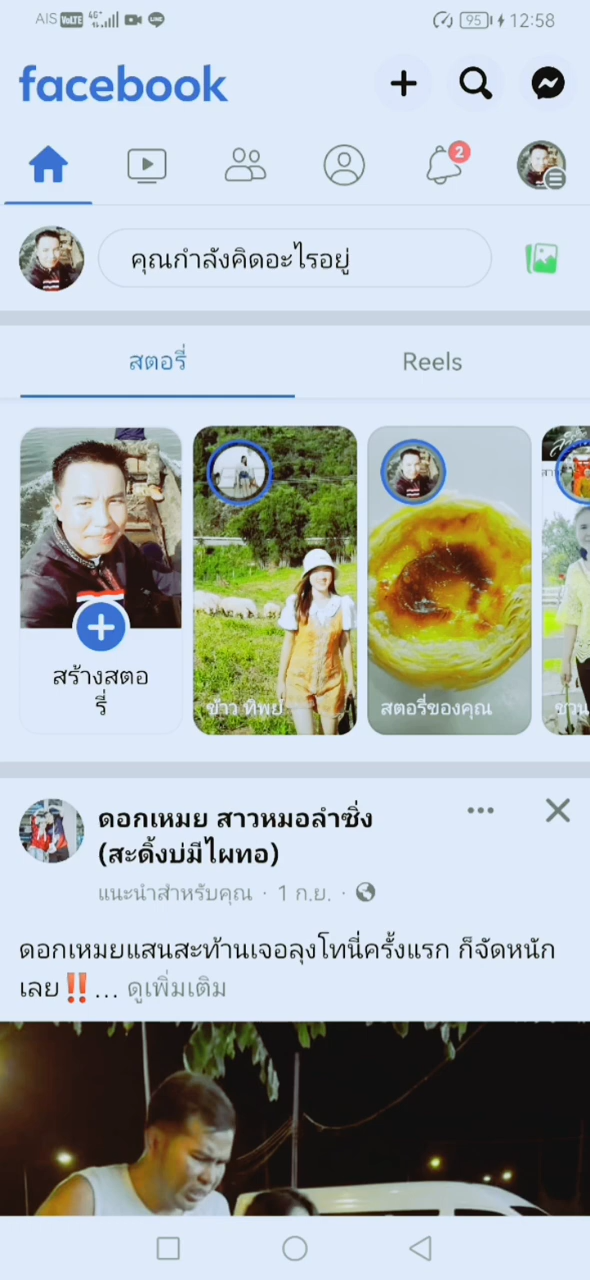 AIS VoLTE 4G+ LINE 95 12:58
facebook
2
คุณกำลังคิดอะไรอยู่
สตอรี่ Reels
สร้างสตอ
รี่
ข้าว ทิพย์
สตอรี่ของคุณ
ดอกเหมย สาวหมอลำซิ่ง
(สะดิ้งบ่มีไผทอ)
แนะนำสำหรับคุณ · 1 ก.ย. ·
ดอกเหมยแสนสะท้านเจอลุงโทนี่ครั้งแรก ก็จัดหนัก
เลย‼️... ดูเพิ่มเติม